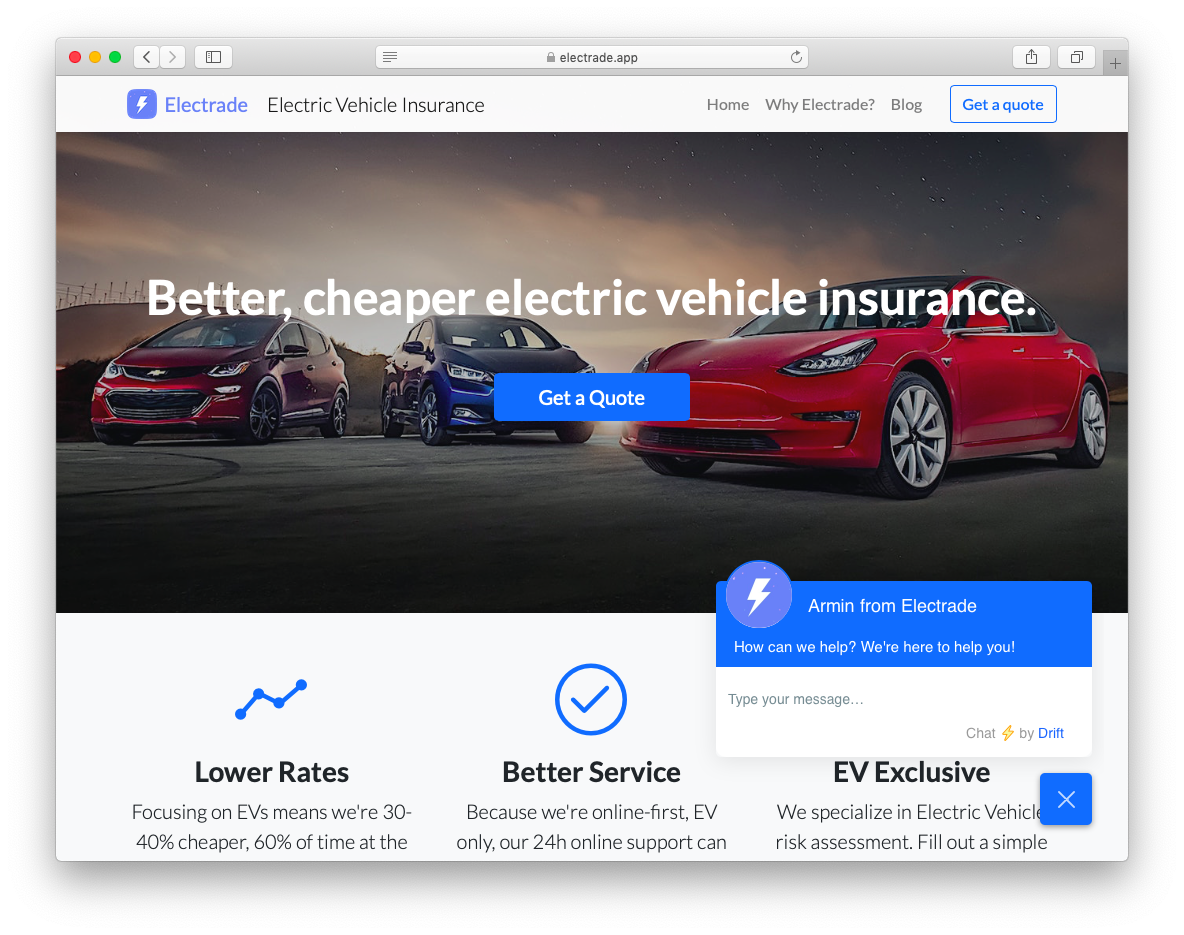 electrade.app
Electrade Electric Vehicle Insurance Home Why Electrade? Blog Get a quote
Better, cheaper electric vehicle insurance.
Get a Quote
Armin from Electrade
How can we help? We're here to help you!
Type your message…
Chat ⚡ by Drift
Lower Rates
Focusing on EVs means we're 30-
40% cheaper, 60% of time at the
Better Service
Because we're online-first, EV
only, our 24h online support can
EV Exclusive
We specialize in Electric Vehicle
risk assessment. Fill out a simple